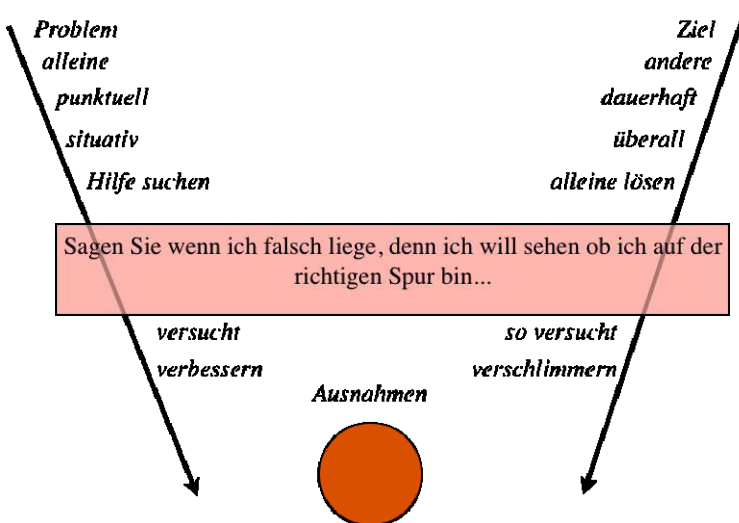 Problem Ziel
alleine andere
punktuell dauerhaft
situativ überall
Hilfe suchen alleine lösen
Sagen Sie wenn ich falsch liege, denn ich will sehen ob ich auf der
richtigen Spur bin...
versucht so versucht
verbessern verschlimmern
Ausnahmen